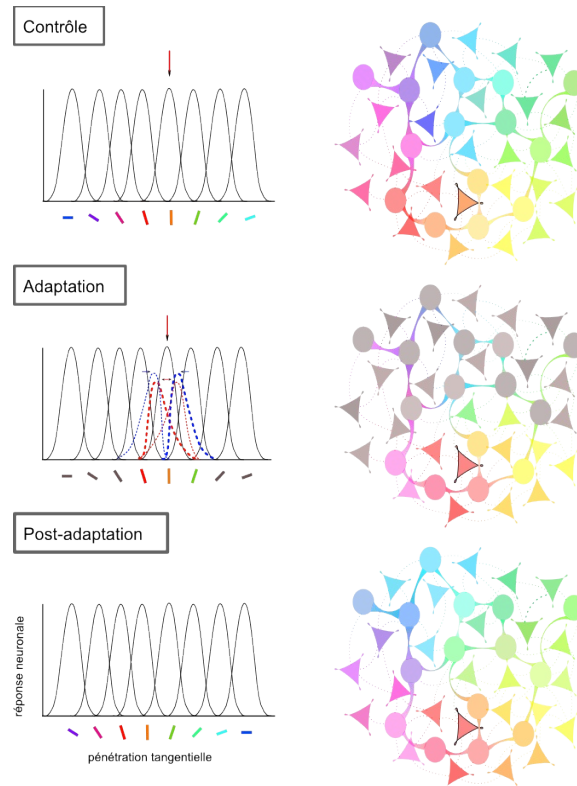 Contrôle
Adaptation
Post-adaptation
réponse neuronale
pénétration tangentielle